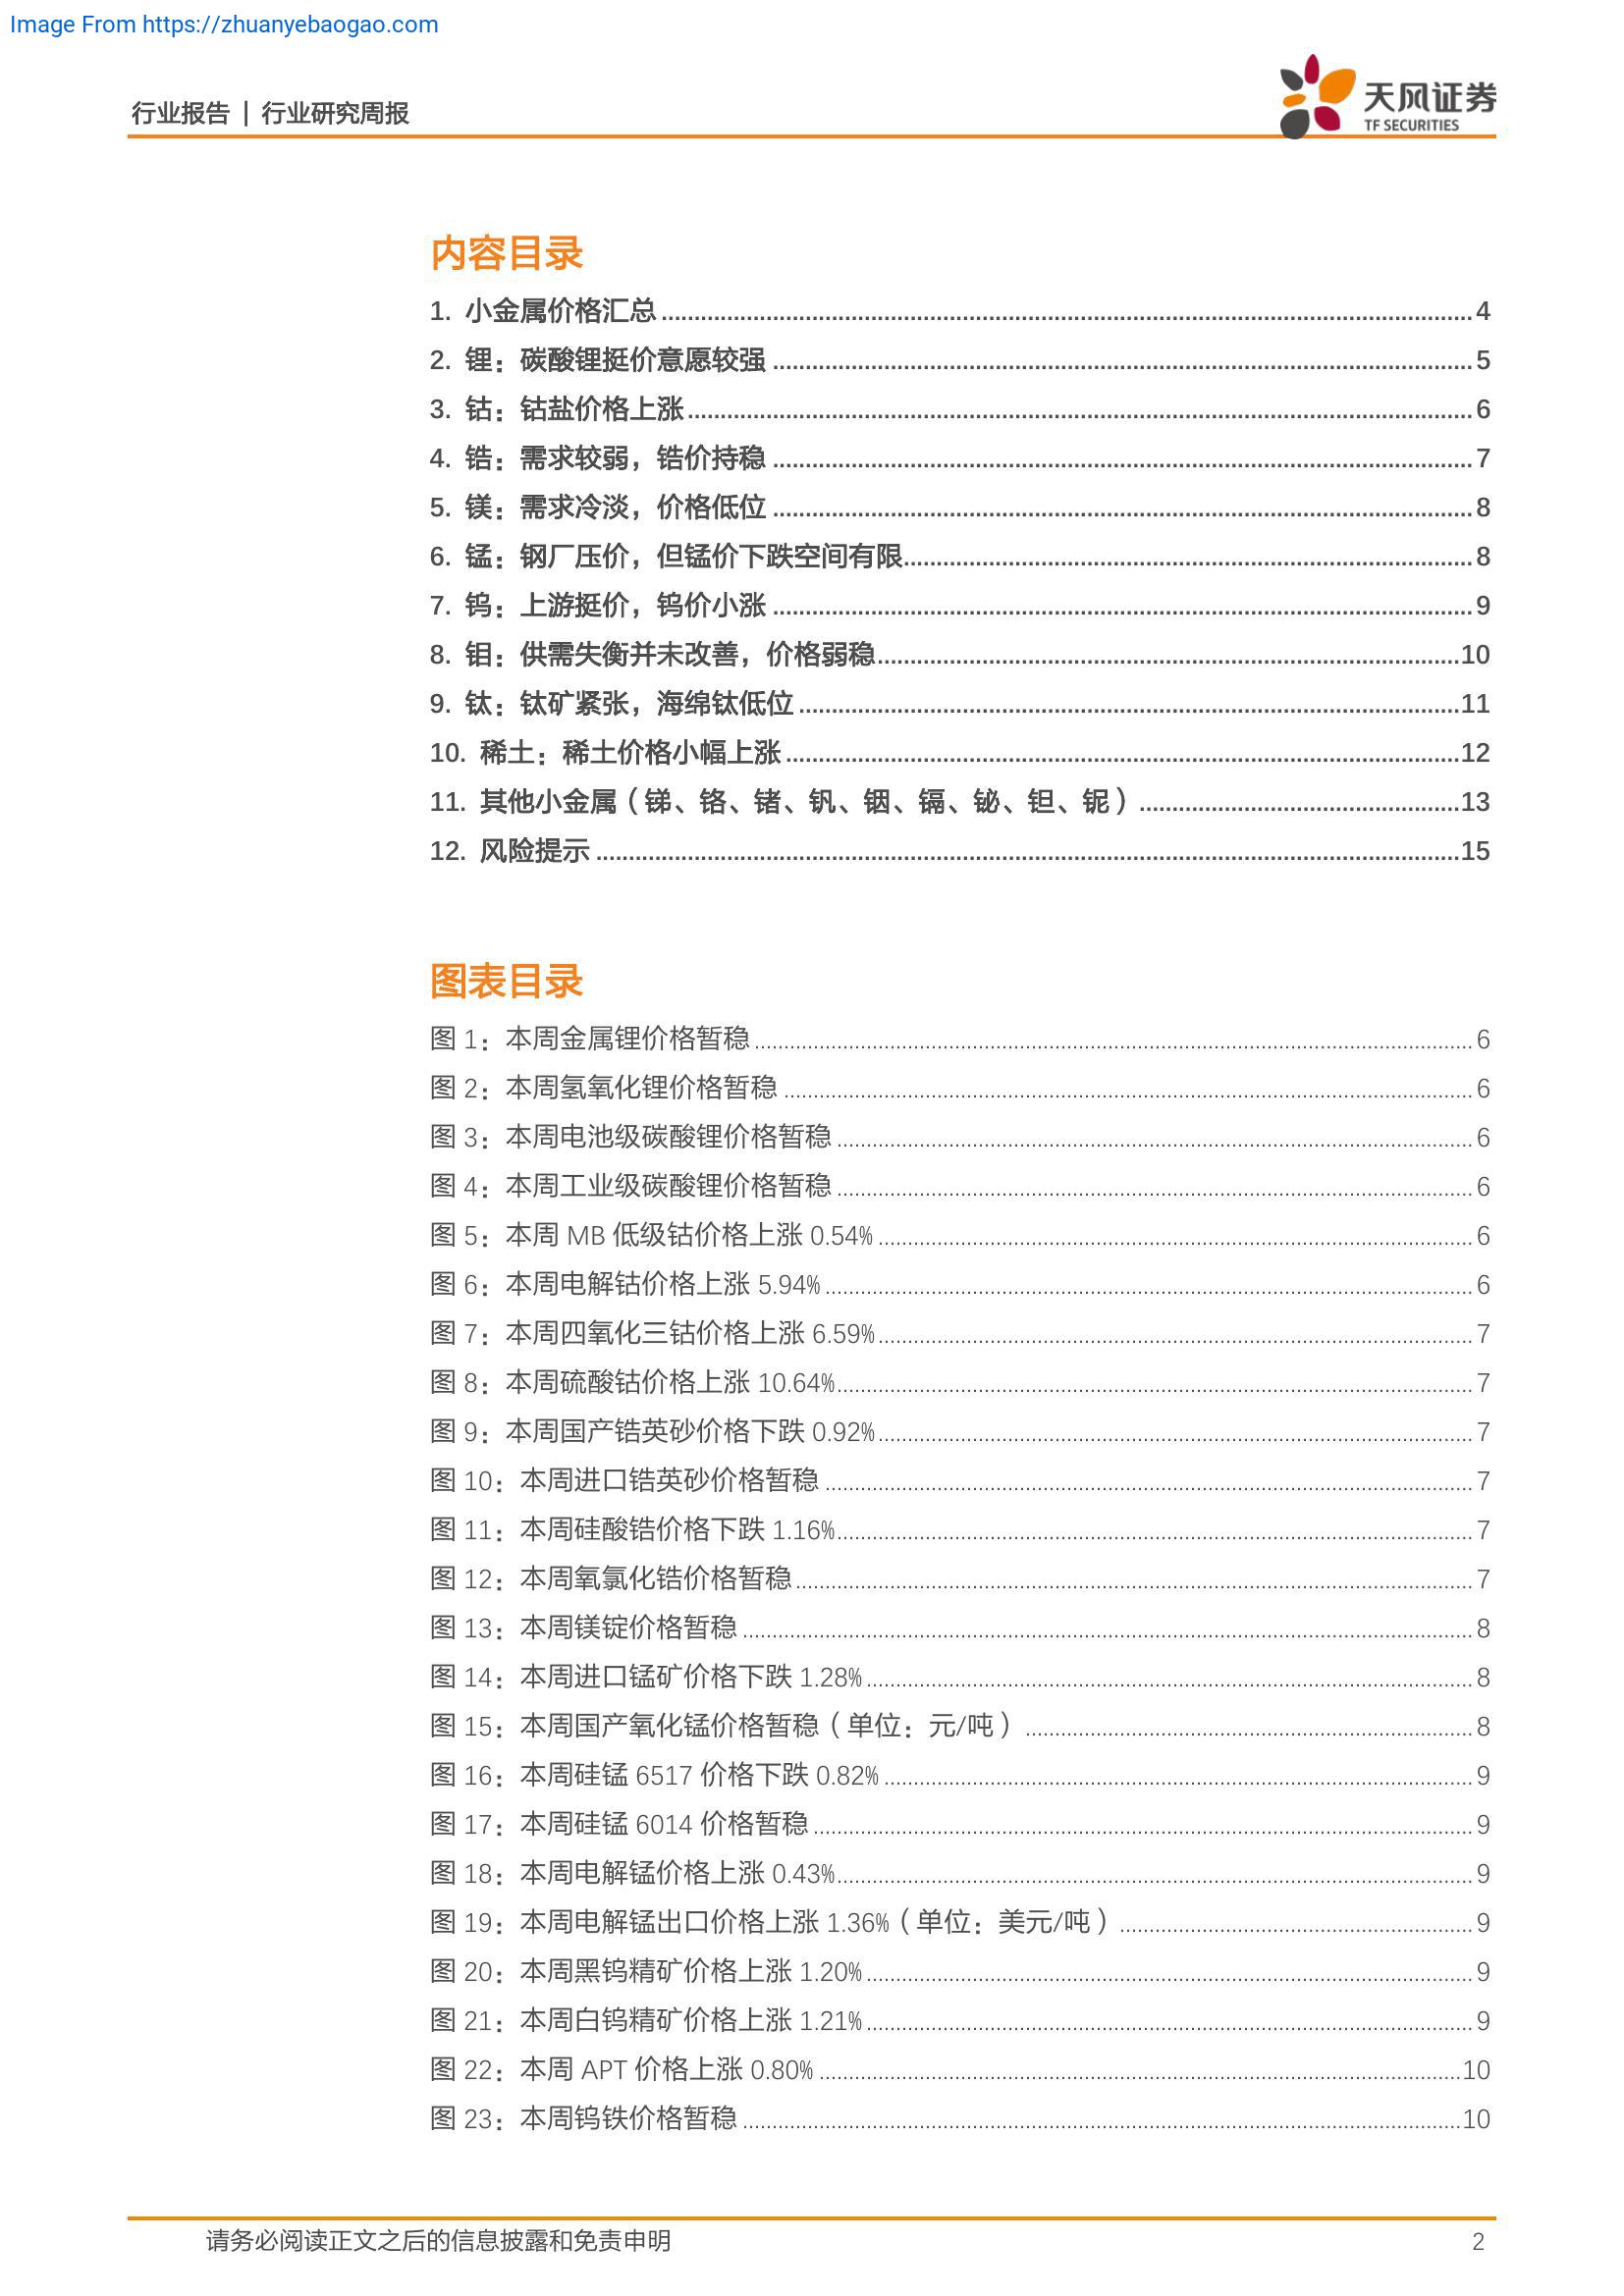 Image From https://zhuanyebaogao.com
行业报告 | 行业研究周报
天风证券
TF SECURITIES
内容目录
1. 小金属价格汇总 4
2. 锂：碳酸锂挺价意愿较强 5
3. 钴：钴盐价格上涨 6
4. 锆：需求较弱，锆价持稳 7
5. 镁：需求冷淡，价格低位 8
6. 锰：钢厂压价，但锰价下跌空间有限 8
7. 钨：上游挺价，钨价小涨 9
8. 钼：供需失衡并未改善，价格弱稳 10
9. 钛：钛矿紧张，海绵钛低位 11
10. 稀土：稀土价格小幅上涨 12
11. 其他小金属（锑、铬、锗、钒、铟、镉、铋、钽、铌） 13
12. 风险提示 15
图表目录
图 1：本周金属锂价格暂稳 6
图 2：本周氢氧化锂价格暂稳 6
图 3：本周电池级碳酸锂价格暂稳 6
图 4：本周工业级碳酸锂价格暂稳 6
图 5：本周 MB 低级钴价格上涨 0.54% 6
图 6：本周电解钴价格上涨 5.94% 6
图 7：本周四氧化三钴价格上涨 6.59% 7
图 8：本周硫酸钴价格上涨 10.64% 7
图 9：本周国产锆英砂价格下跌 0.92% 7
图 10：本周进口锆英砂价格暂稳 7
图 11：本周硅酸锆价格下跌 1.16% 7
图 12：本周氧氯化锆价格暂稳 7
图 13：本周镁锭价格暂稳 8
图 14：本周进口锰矿价格下跌 1.28% 8
图 15：本周国产氧化锰价格暂稳（单位：元/吨） 8
图 16：本周硅锰 6517 价格下跌 0.82% 9
图 17：本周硅锰 6014 价格暂稳 9
图 18：本周电解锰价格上涨 0.43% 9
图 19：本周电解锰出口价格上涨 1.36%（单位：美元/吨） 9
图 20：本周黑钨精矿价格上涨 1.20% 9
图 21：本周白钨精矿价格上涨 1.21% 9
图 22：本周 APT 价格上涨 0.80% 10
图 23：本周钨铁价格暂稳 10
请务必阅读正文之后的信息披露和免责申明 2